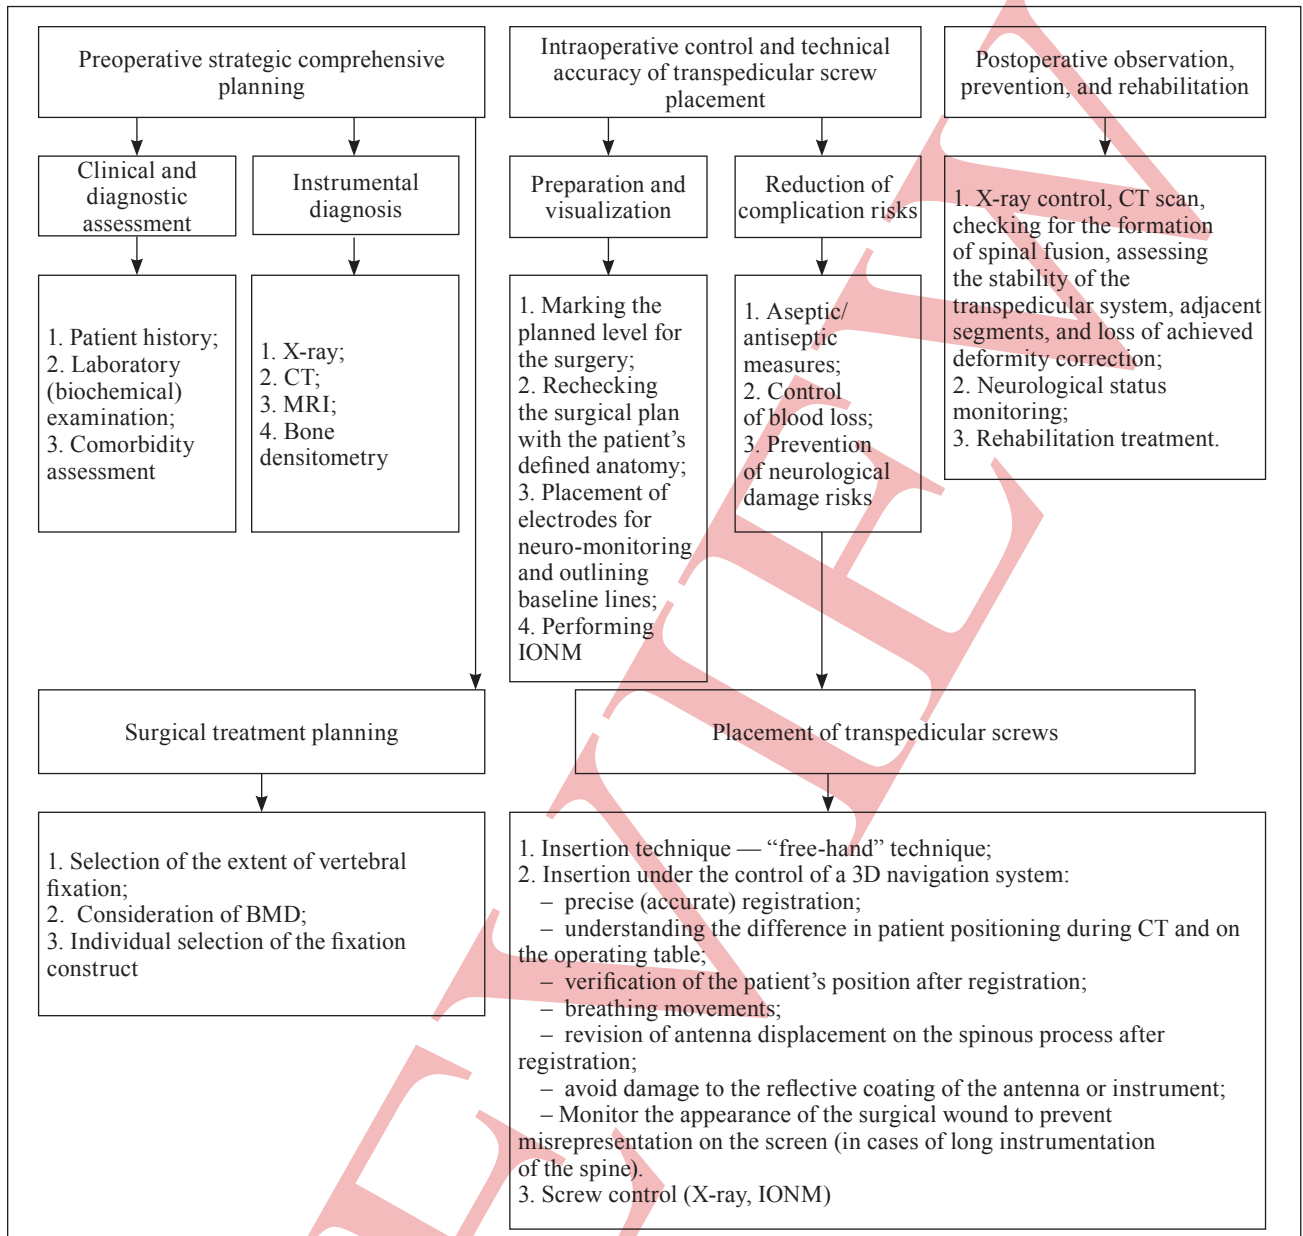 Preoperative strategic comprehensive
planning
Intraoperative control and technical
accuracy of transpedicular screw
placement
Postoperative observation,
prevention, and rehabilitation
Clinical and
diagnostic
assessment
Instrumental
diagnosis
Preparation and
visualization
Reduction of
complication risks
1. X-ray control, CT scan,
checking for the formation
of spinal fusion, assessing
the stability of the
transpedicular system, adjacent
segments, and loss of achieved
deformity correction;
2. Neurological status
monitoring;
3. Rehabilitation treatment.
1. Patient history;
2. Laboratory
(biochemical)
examination;
3. Comorbidity
assessment
1. X-ray;
2. CT;
3. MRI;
4. Bone
densitometry
1. Marking the
planned level for
the surgery;
2. Rechecking
the surgical plan
with the patient’s
defined anatomy;
3. Placement of
electrodes for
neuro-monitoring
and outlining
baseline lines;
4. Performing
IONM
1. Aseptic/
antiseptic
measures;
2. Control
of blood loss;
3. Prevention
of neurological
damage risks
Surgical treatment planning
Placement of transpedicular screws
1. Selection of the extent of vertebral
fixation;
2.  Consideration of BMD;
3. Individual selection of the fixation
construct
1. Insertion technique — “free-hand” technique;
2. Insertion under the control of a 3D navigation system:
– precise (accurate) registration;
– understanding the difference in patient positioning during CT and on
the operating table;
– verification of the patient’s position after registration;
– breathing movements;
– revision of antenna displacement on the spinous process after
registration;
– avoid damage to the reflective coating of the antenna or instrument;
– Monitor the appearance of the surgical wound to prevent
misrepresentation on the screen (in cases of long instrumentation
of the spine).
3. Screw control (X-ray, IONM)
EVIEW